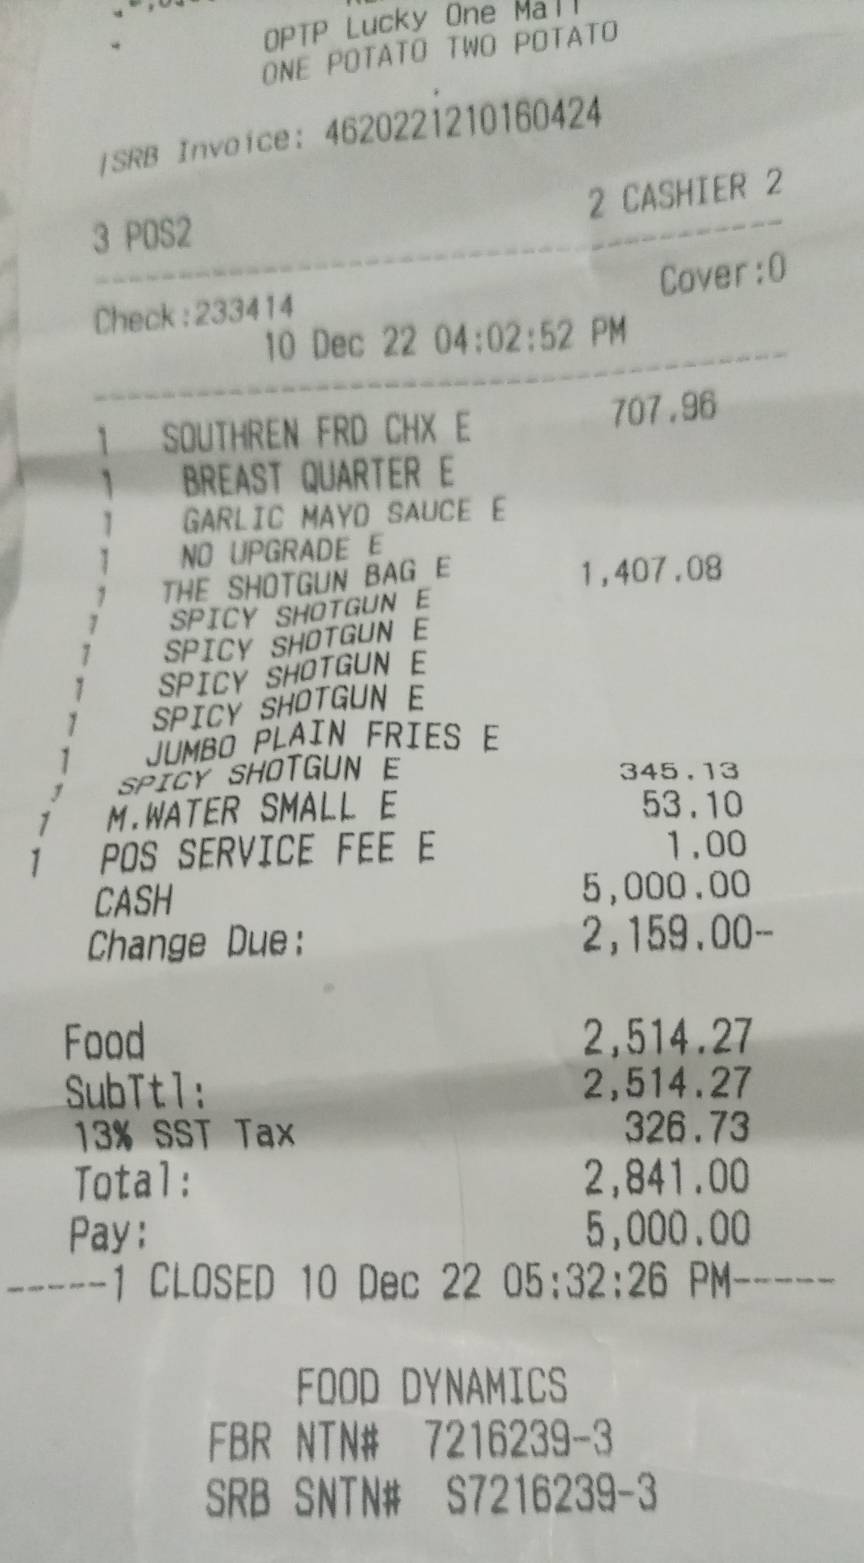 OPTP Lucky One Mall
ONE POTATO TWO POTATO
SRB Invoice: 4620221210160424
3 POS2 2 CASHIER 2
Check:233414 Cover:0
10 Dec 22 04:02:52 PM
1 SOUTHREN FRD CHX E 707.96
1 BREAST QUARTER E
1 GARLIC MAYO SAUCE E
1 NO UPGRADE E
1 THE SHOTGUN BAG E 1,407.08
1 SPICY SHOTGUN E
1 SPICY SHOTGUN E
1 SPICY SHOTGUN E
1 SPICY SHOTGUN E
1 JUMBO PLAIN FRIES E
1 SPICY SHOTGUN E 345.13
1 M.WATER SMALL E 53.10
1 POS SERVICE FEE E 1.00
CASH 5,000.00
Change Due: 2,159.00-
Food 2,514.27
SubTtl: 2,514.27
13% SST Tax 326.73
Total: 2,841.00
Pay: 5,000.00
-----1 CLOSED 10 Dec 22 05:32:26 PM-----
FOOD DYNAMICS
FBR NTN# 7216239-3
SRB SNTN# S7216239-3